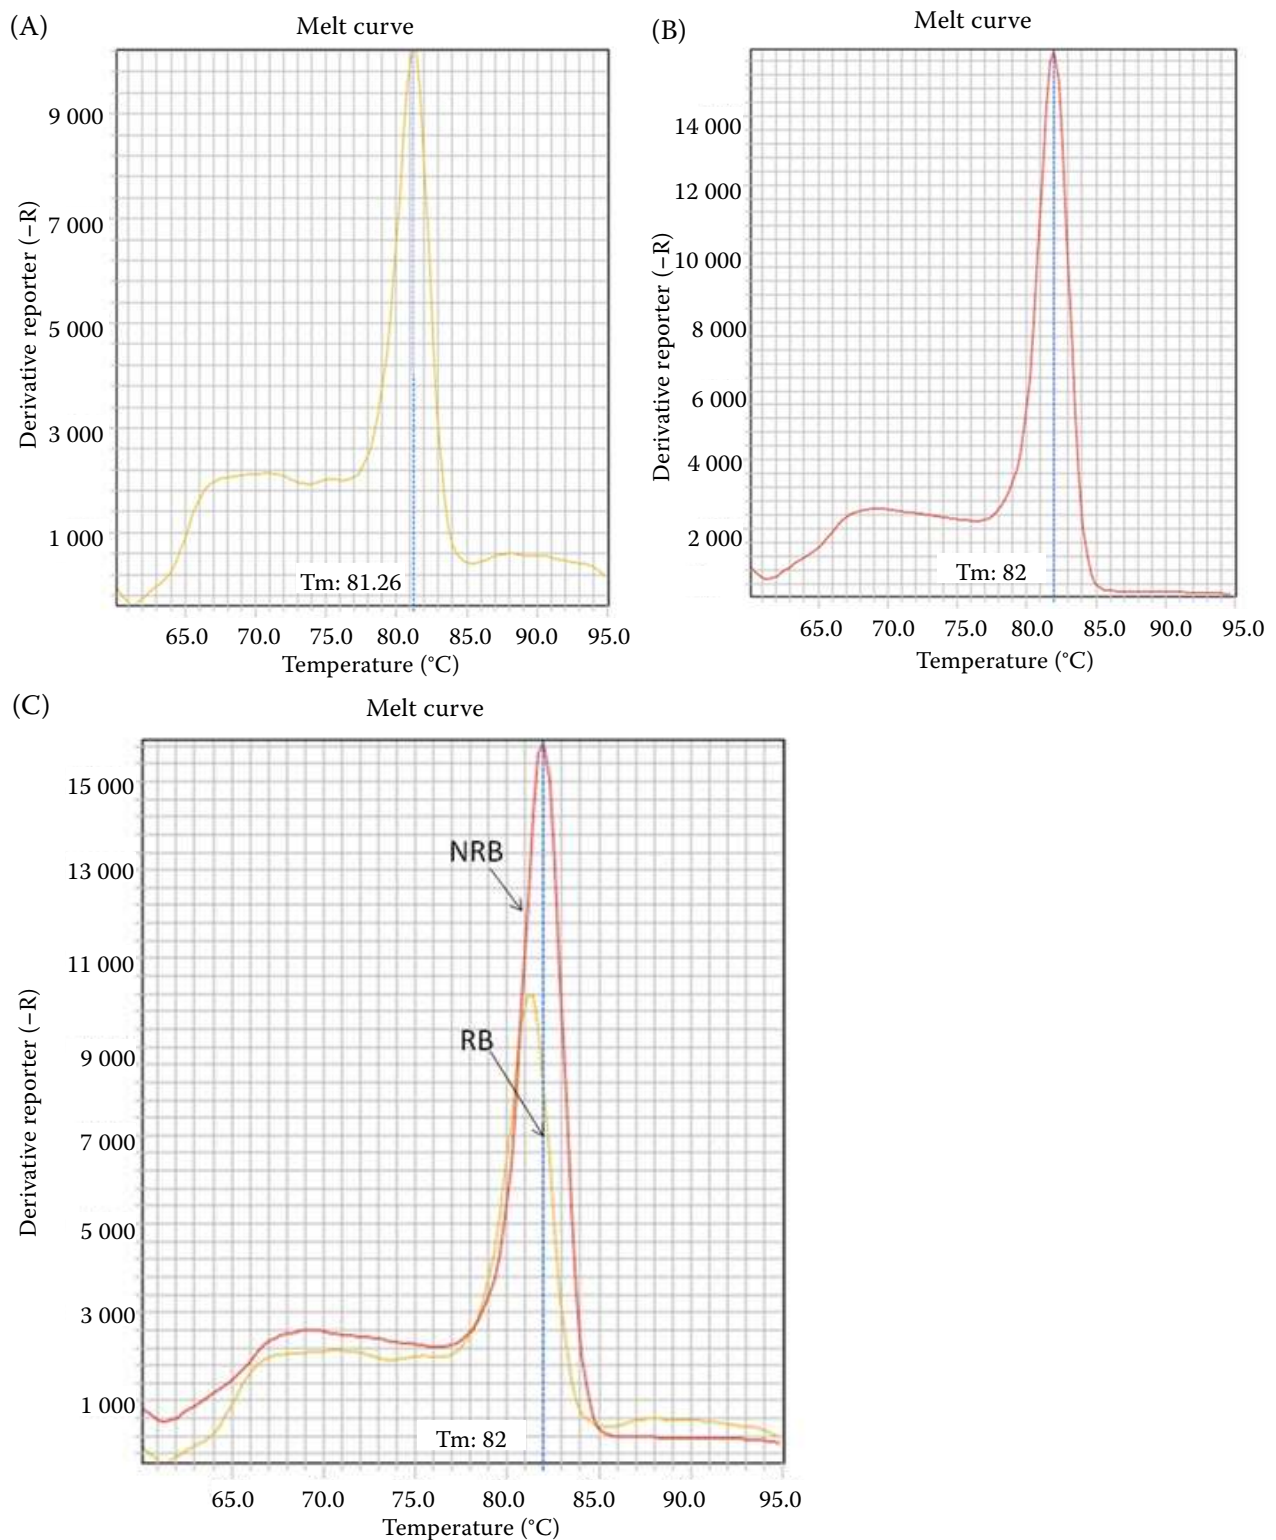 (A)
Melt curve
Derivative reporter (–R)
9 000
7 000
5 000
3 000
1 000
Tm: 81.26
65.0 70.0 75.0 80.0 85.0 90.0 95.0
Temperature (°C)
(B)
Melt curve
Derivative reporter (–R)
14 000
12 000
10 000
8 000
6 000
4 000
2 000
Tm: 82
65.0 70.0 75.0 80.0 85.0 90.0 95.0
Temperature (°C)
(C)
Melt curve
Derivative reporter (–R)
15 000
13 000
11 000
9 000
7 000
5 000
3 000
1 000
NRB
RB
Tm: 82
65.0 70.0 75.0 80.0 85.0 90.0 95.0
Temperature (°C)